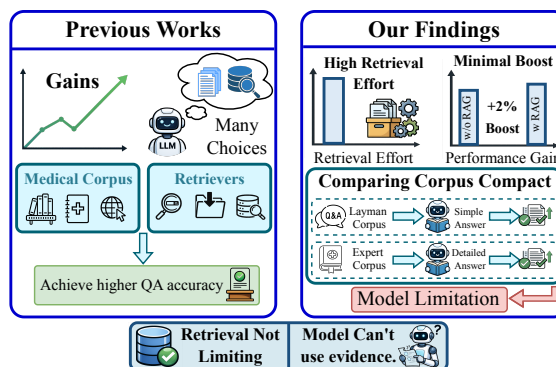 Previous Works
Gains
LLM
Many
Choices
Medical Corpus
Retrievers
Achieve higher QA accuracy
Our Findings
High Retrieval
Effort
Retrieval Effort
Minimal Boost
w/o RAG
+2%
Boost
w RAG
Performance Gain
Comparing Corpus Compact
Q&A
Layman
Corpus
Simple
Answer
Expert
Corpus
Detailed
Answer
Model Limitation
Retrieval Not
Limiting
Model Can't
use evidence.
?